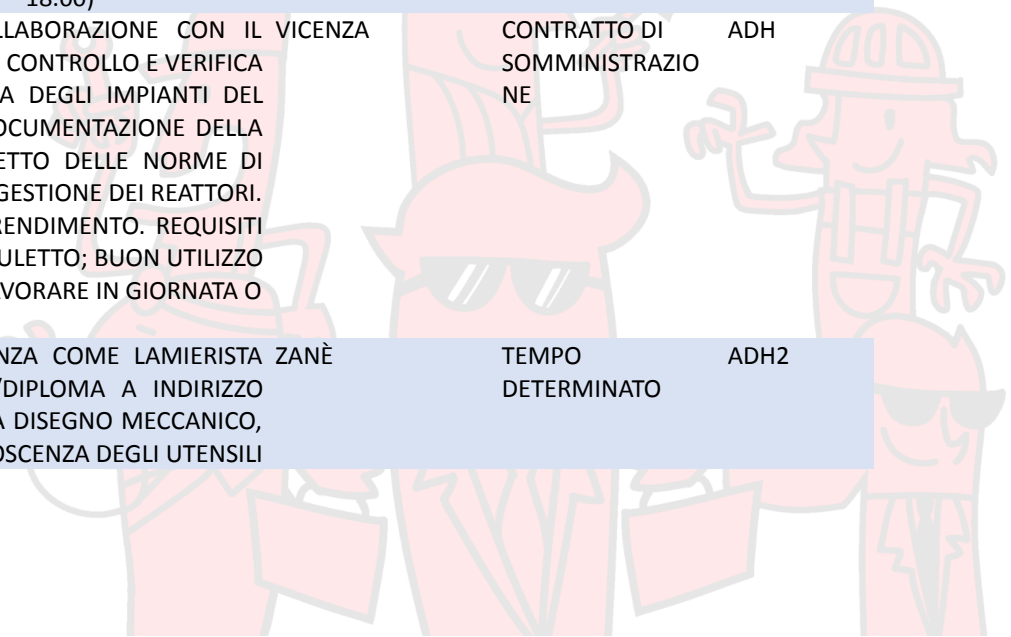 18.00)
LLABORAZIONE CON IL VICENZA CONTRATTO DI ADH
CONTROLLO E VERIFICA SOMMINISTRAZIO
A DEGLI IMPIANTI DEL NE
OCUMENTAZIONE DELLA
ETTO DELLE NORME DI
GESTIONE DEI REATTORI.
RENDIMENTO. REQUISITI
ULETTO; BUON UTILIZZO
AVORARE IN GIORNATA O
NZA COME LAMIERISTA ZANÈ TEMPO ADH2
/DIPLOMA A INDIRIZZO DETERMINATO
A DISEGNO MECCANICO,
OSCENZA DEGLI UTENSILI